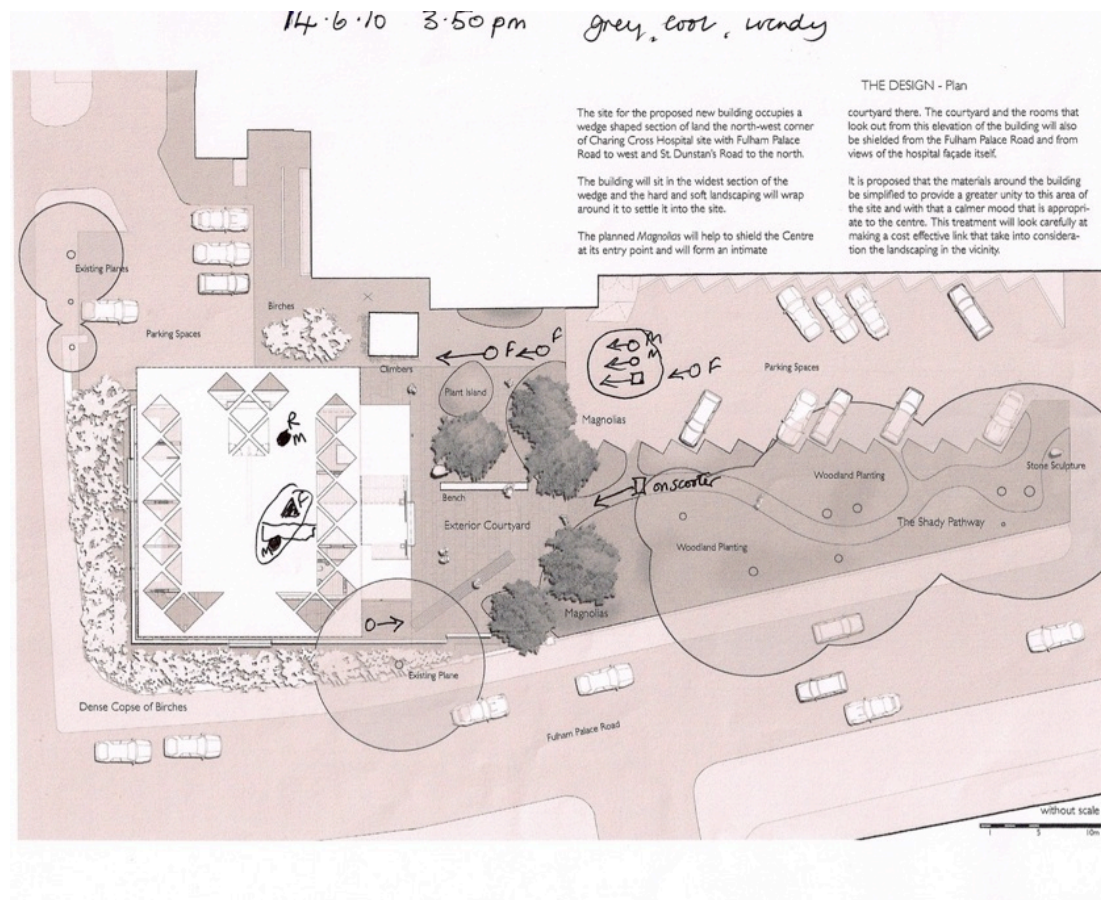 14.6.10 3.50 pm grey, cool, windy
THE DESIGN - Plan
The site for the proposed new building occupies a
wedge shaped section of land the north-west corner
of Charing Cross Hospital site with Fulham Palace
Road to west and St. Dunstan's Road to the north.
The building will sit in the widest section of the
wedge and the hard and soft landscaping will wrap
around it to settle it into the site.
The planned Magnolias will help to shield the Centre
at its entry point and will form an intimate
courtyard there. The courtyard and the rooms that
look out from this elevation of the building will also
be shielded from the Fulham Palace Road and from
views of the hospital façade itself.
It is proposed that the materials around the building
be simplified to provide a greater unity to this area of
the site and with that a calmer mood that is appropri-
ate to the centre. This treatment will look carefully at
making a cost effective link that take into considera-
tion the landscaping in the vicinity.
Existing Planes
Parking Spaces
Birches
Climbers
F
F
M
M
F
Parking Spaces
Plant Island
Magnolias
R
M
Bench
on scooter
Woodland Planting
Stone Sculpture
F
M
Exterior Courtyard
The Shady Pathway
Woodland Planting
Magnolias
Existing Plane
Dense Copse of Birches
Fulham Palace Road
without scale
1 5 10m